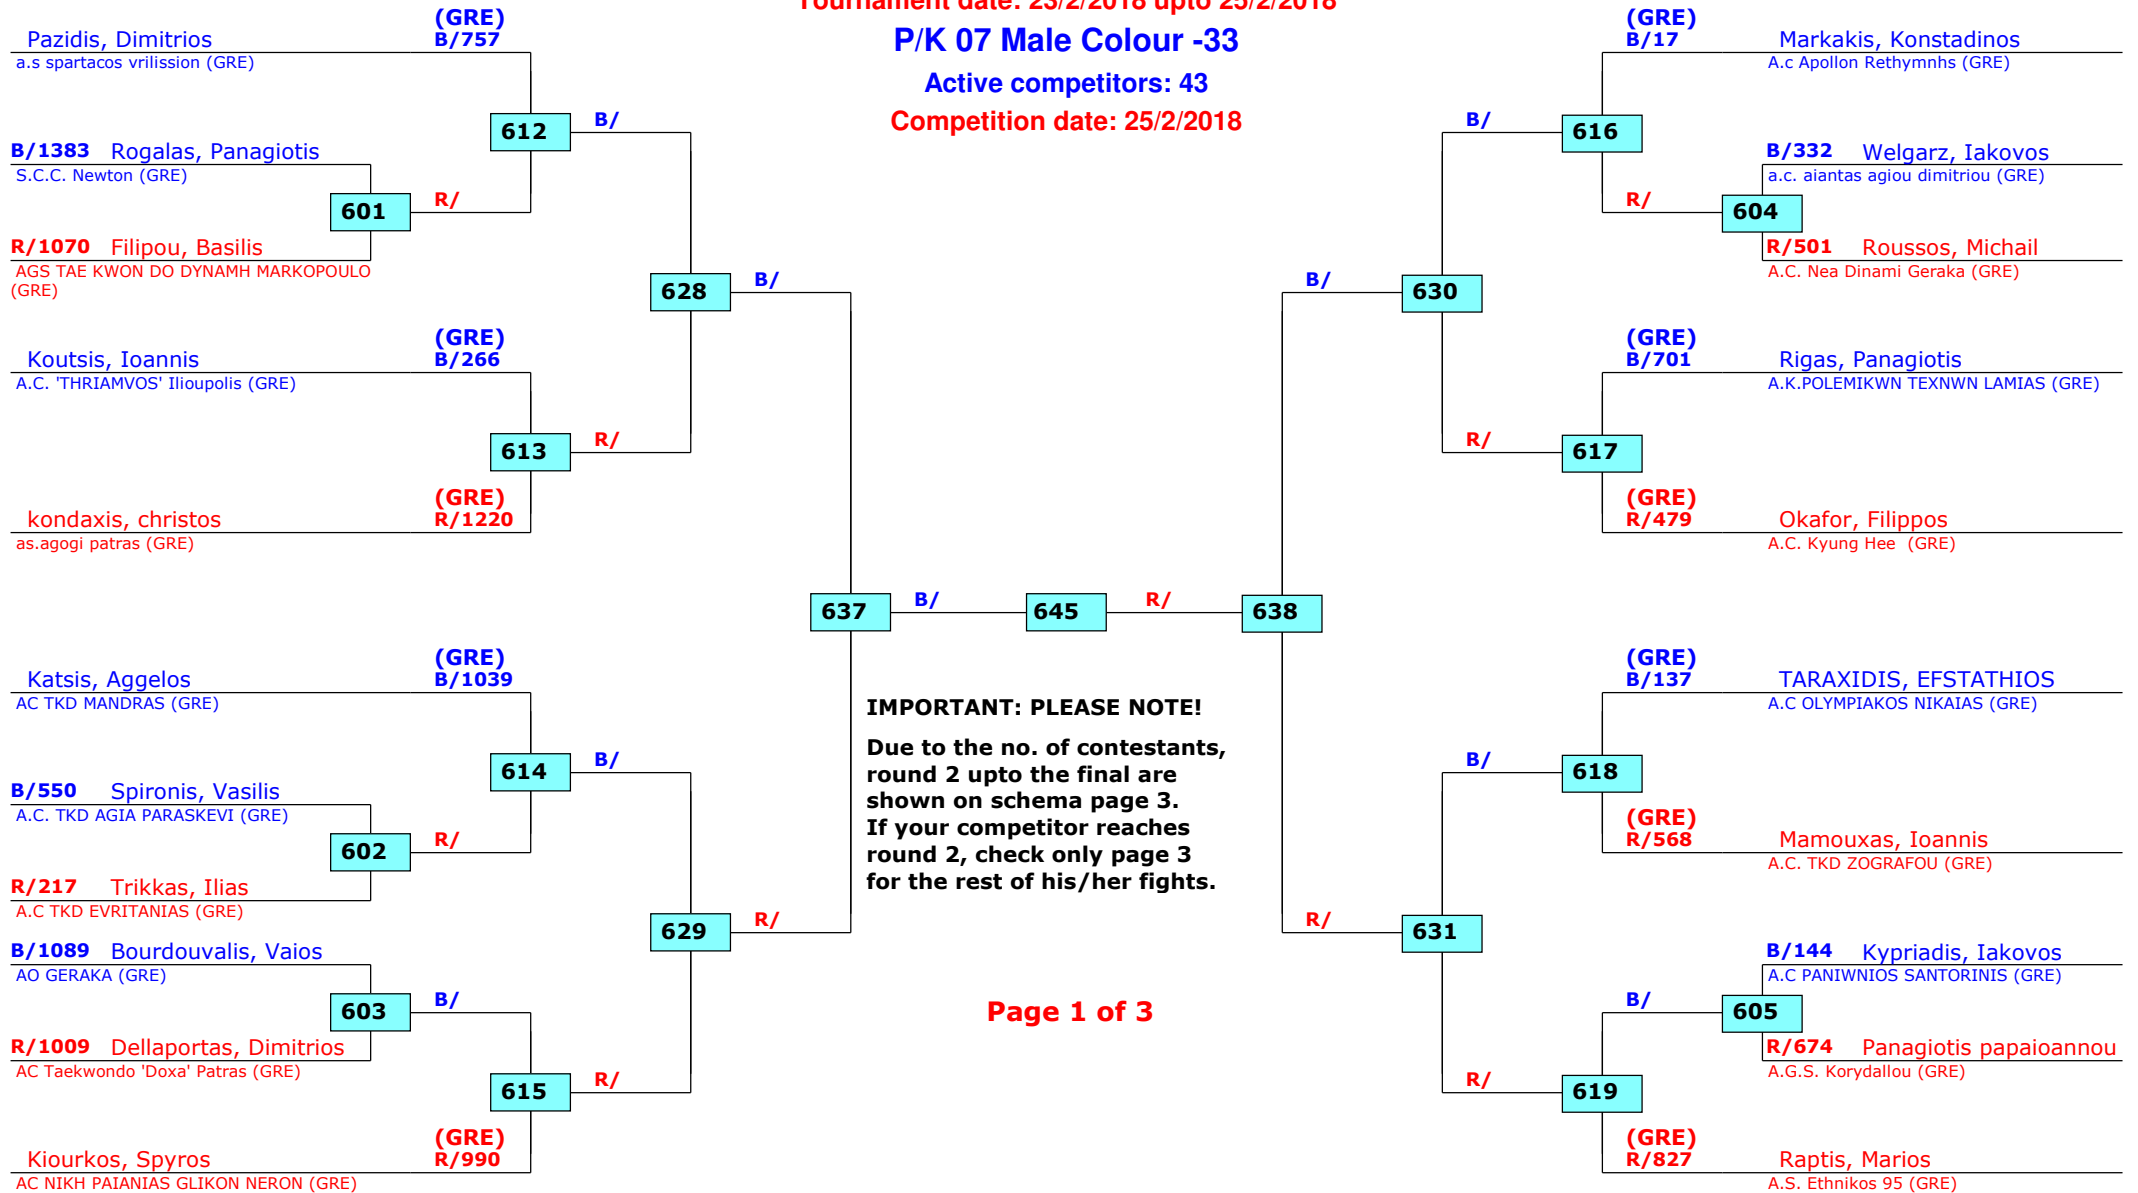 Tournament date: 23/2/2018 upto 25/2/2018
P/K 07 Male Colour -33
Active competitors: 43
Competition date: 25/2/2018
(GRE)
Pazidis, Dimitrios B/757
a.s spartacos vrilission (GRE)
612 B/
B/1383 Rogalas, Panagiotis
S.C.C. Newton (GRE)
601 R/
R/1070 Filipou, Basilis
AGS TAE KWON DO DYNAMH MARKOPOULO
(GRE)
628 B/
(GRE)
Koutsis, Ioannis B/266
A.C. 'THRIAMVOS' Ilioupolis (GRE)
613 R/
(GRE)
kondaxis, christos R/1220
as.agogi patras (GRE)
637 B/ 645 R/ 638
(GRE)
Katsis, Aggelos B/1039
AC TKD MANDRAS (GRE)
614 B/
B/550 Spironis, Vasilis
A.C. TKD AGIA PARASKEVI (GRE)
602 R/
R/217 Trikkas, Ilias
A.C TKD EVRITANIAS (GRE)
629 R/
B/1089 Bourdouvalis, Vaios
AO GERAKA (GRE)
603 B/
R/1009 Dellaportas, Dimitrios
AC Taekwondo 'Doxa' Patras (GRE)
615 R/
(GRE)
Kiourkos, Spyros R/990
AC NIKH PAIANIAS GLIKON NERON (GRE)
IMPORTANT: PLEASE NOTE!
Due to the no. of contestants,
round 2 upto the final are
shown on schema page 3.
If your competitor reaches
round 2, check only page 3
for the rest of his/her fights.
Page 1 of 3
(GRE)
B/17 Markakis, Konstadinos
A.c Apollon Rethymnhs (GRE)
B/ 616
B/332 Welgarz, Iakovos
a.c. aiantas agiou dimitriou (GRE)
R/ 604
R/501 Roussos, Michail
A.C. Nea Dinami Geraka (GRE)
B/ 630
(GRE)
B/701 Rigas, Panagiotis
A.K.POLEMIKWN TEXNWN LAMIAS (GRE)
R/ 617
(GRE)
R/479 Okafor, Filippos
A.C. Kyung Hee (GRE)
(GRE)
B/137 TARAXIDIS, EFSTATHIOS
A.C OLYMPIAKOS NIKAIAS (GRE)
B/ 618
(GRE)
R/568 Mamouxas, Ioannis
A.C. TKD ZOGRAFOU (GRE)
R/ 631
B/144 Kypriadis, Iakovos
A.C PANIWNIOS SANTORINIS (GRE)
B/ 605
R/674 Panagiotis papaioannou
A.G.S. Korydallou (GRE)
R/ 619
(GRE)
R/827 Raptis, Marios
A.S. Ethnikos 95 (GRE)